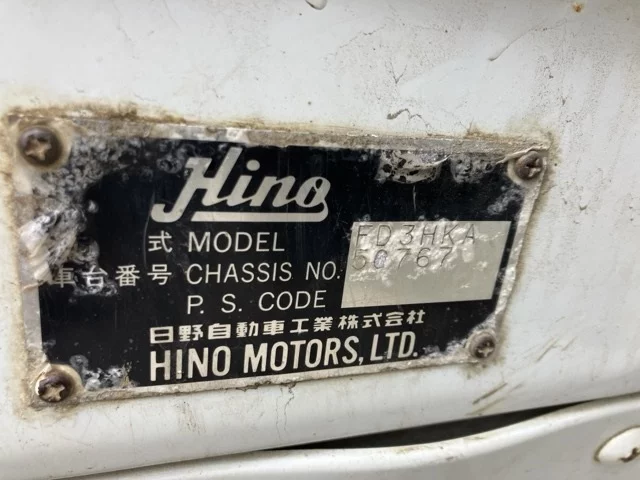 Hino
式 MODEL FD3HKA
車台番号 CHASSIS NO. 50767
P. S. CODE
日野自動車工業株式会社
HINO MOTORS, LTD.